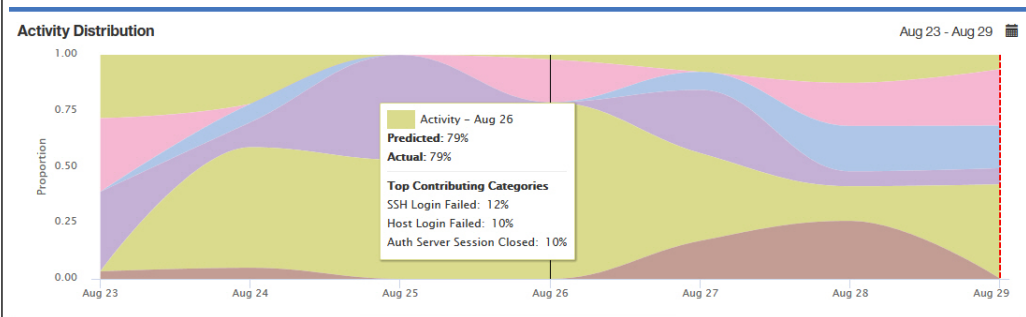 Activity Distribution
Aug 23 - Aug 29
1.00
0.75
0.50
0.25
0.00
Proportion
Activity – Aug 26
Predicted: 79%
Actual: 79%
Top Contributing Categories
SSH Login Failed: 12%
Host Login Failed: 10%
Auth Server Session Closed: 10%
Aug 23 Aug 24 Aug 25 Aug 26 Aug 27 Aug 28 Aug 29